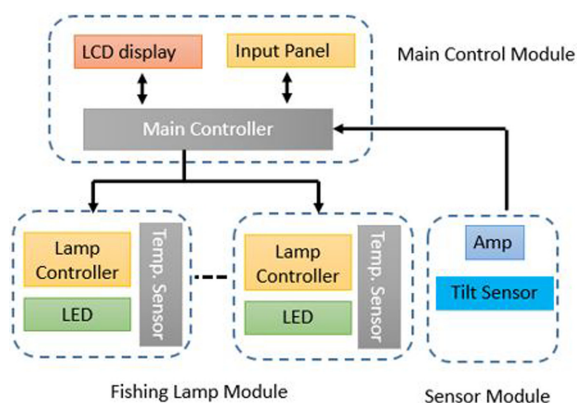 LCD display
Input Panel
Main Control Module
Main Controller
Lamp
Controller
LED
Temp. Sensor
Lamp
Controller
LED
Temp. Sensor
Amp
Tilt Sensor
Fishing Lamp Module
Sensor Module